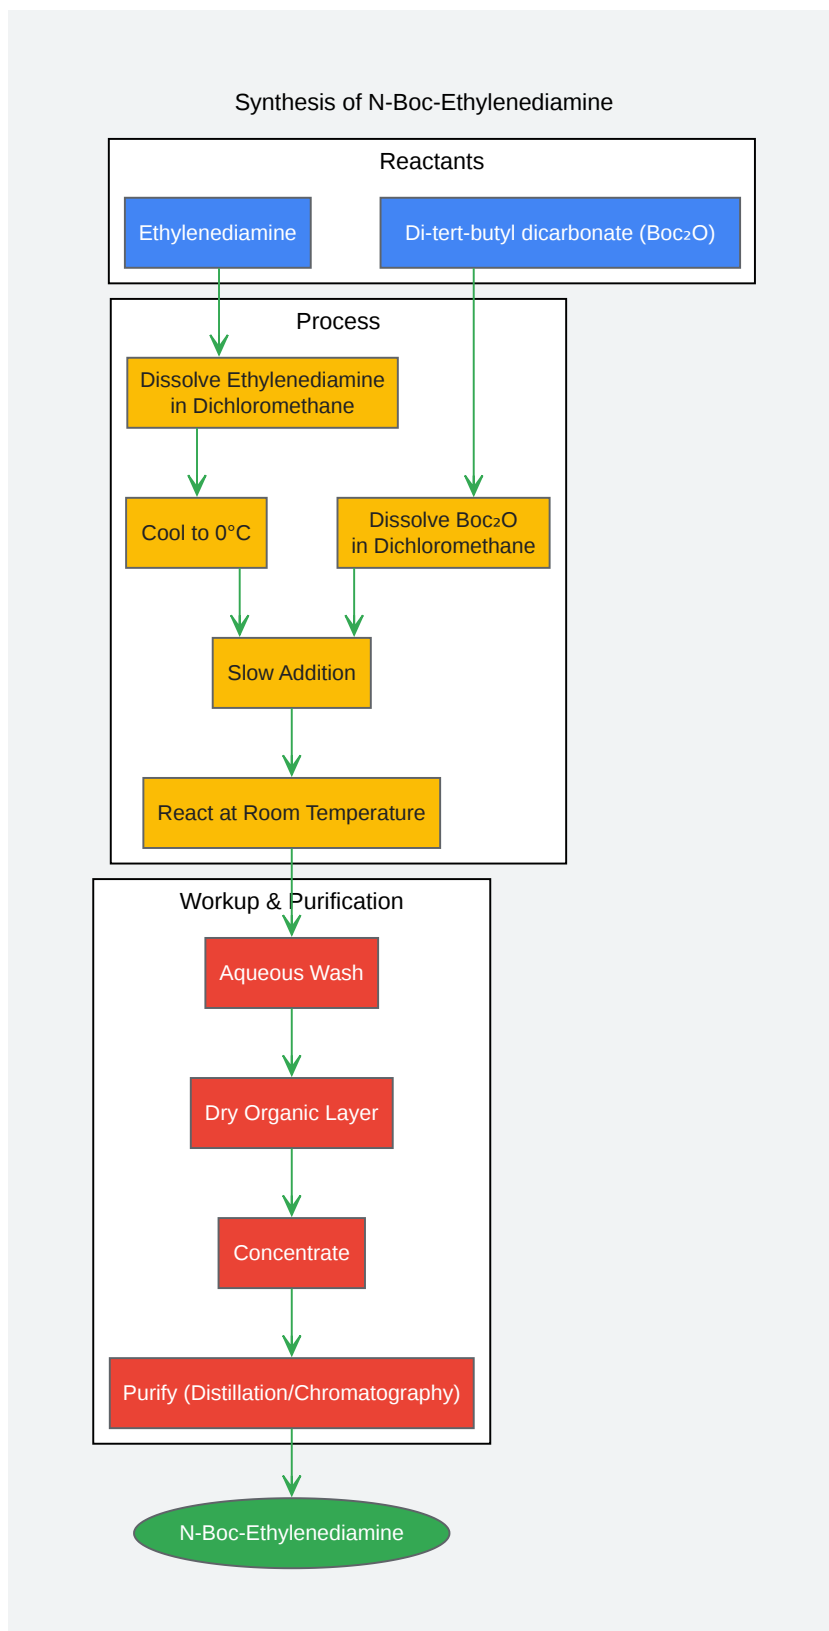 Synthesis of N-Boc-Ethylenediamine
Reactants
Ethylenediamine
Di-tert-butyl dicarbonate (Boc₂O)
Process
Dissolve Ethylenediamine
in Dichloromethane
Cool to 0°C
Dissolve Boc₂O
in Dichloromethane
Slow Addition
React at Room Temperature
Workup & Purification
Aqueous Wash
Dry Organic Layer
Concentrate
Purify (Distillation/Chromatography)
N-Boc-Ethylenediamine